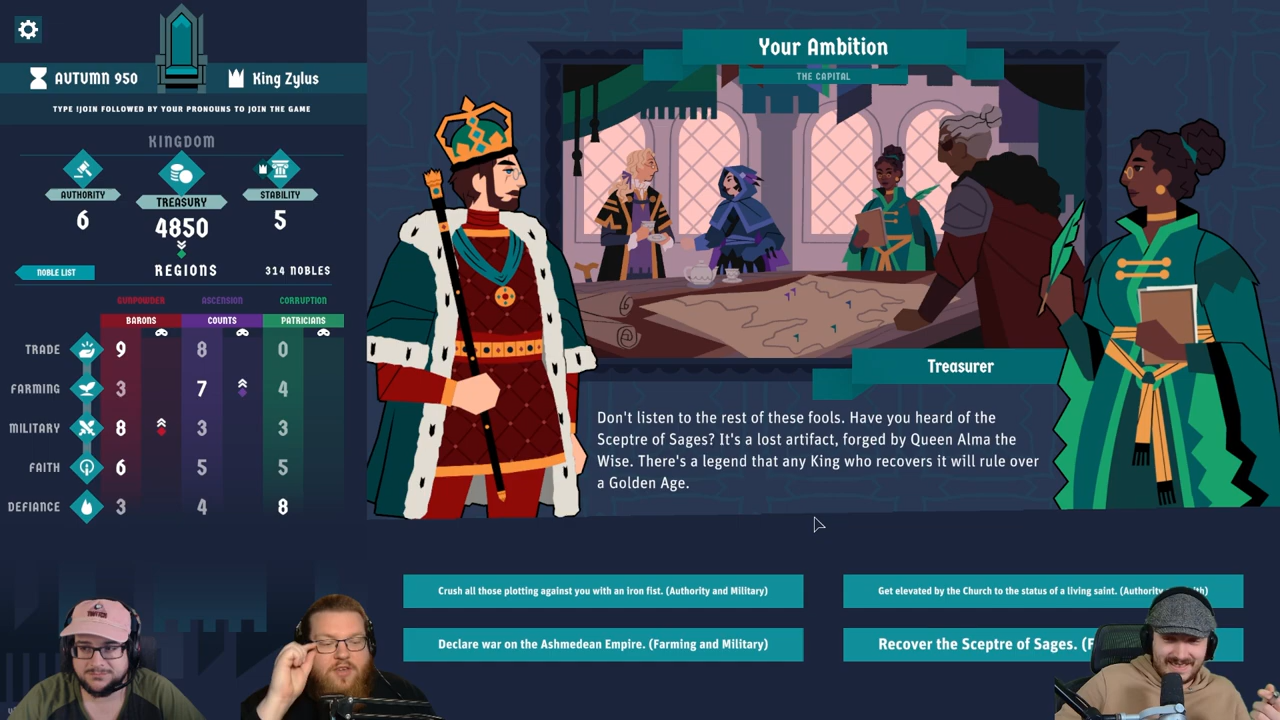 Your Ambition
THE CAPITAL
AUTUMN 950
King Zylus
TYPE !JOIN FOLLOWED BY YOUR PRONOUNS TO JOIN THE GAME
KINGDOM
AUTHORITY
TREASURY
STABILITY
6
4850
5
NOBLE LIST
REGIONS
314 NOBLES
GUNPOWDER
ASCENSION
CORRUPTION
BARONS
COUNTS
PATRICIANS
TRADE 9 8 0
FARMING 3 7 4
MILITARY 8 3 3
FAITH 6 5 5
DEFIANCE 3 4 8
Treasurer
Don't listen to the rest of these fools. Have you heard of the
Sceptre of Sages? It's a lost artifact, forged by Queen Alma the
Wise. There's a legend that any King who recovers it will rule over
a Golden Age.
Crush all those plotting against you with an iron fist. (Authority and Military)
Get elevated by the Church to the status of a living saint. (Authority
Declare war on the Ashmedean Empire. (Farming and Military)
Recover the Sceptre of Sages.